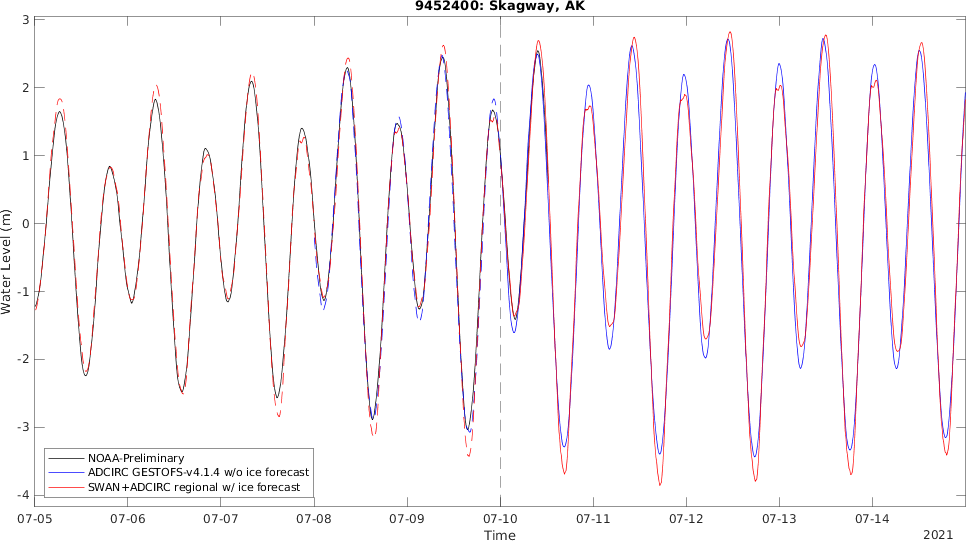 9452400: Skagway, AK
3
2
1
0
-1
-2
-3
-4
Water Level (m)
NOAA-Preliminary
ADCIRC GESTOFS-v4.1.4 w/o ice forecast
SWAN+ADCIRC regional w/ ice forecast
07-05 07-06 07-07 07-08 07-09 07-10 07-11 07-12 07-13 07-14
Time
2021